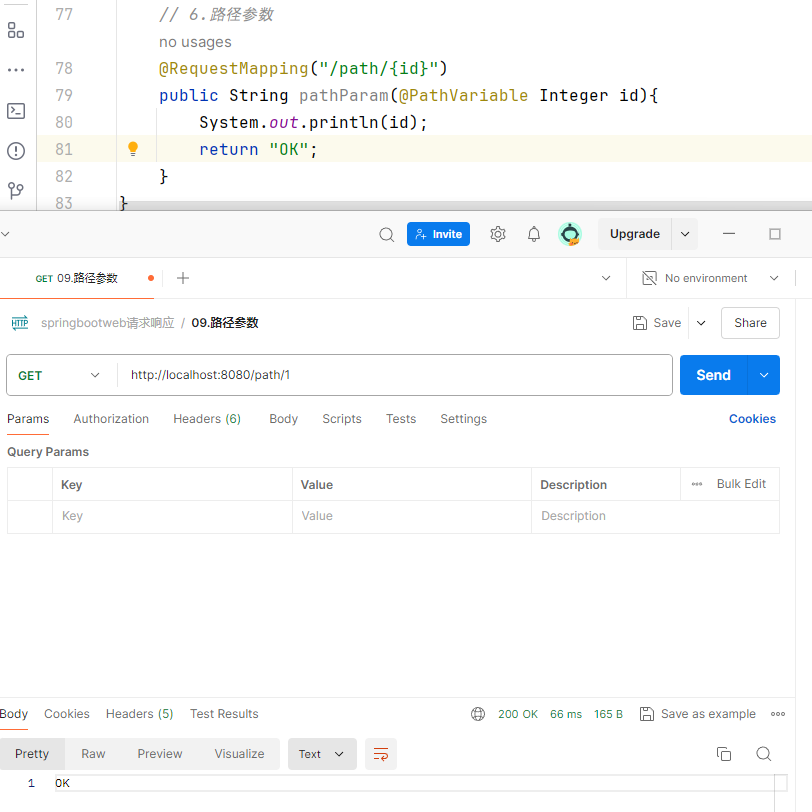 77 // 6.路径参数
no usages
78 @RequestMapping("/path/{id}")
79 public String pathParam(@PathVariable Integer id){
80 System.out.println(id);
81 return "OK";
82 }
83 }
Invite Upgrade
GET 09.路径参数 No environment
HTTP springbootweb请求响应 / 09.路径参数 Save Share
GET http://localhost:8080/path/1 Send
Params Authorization Headers (6) Body Scripts Tests Settings Cookies
Query Params
Key Value Description Bulk Edit
Key Value Description
Body Cookies Headers (5) Test Results 200 OK 66 ms 165 B Save as example
Pretty Raw Preview Visualize Text
1 OK